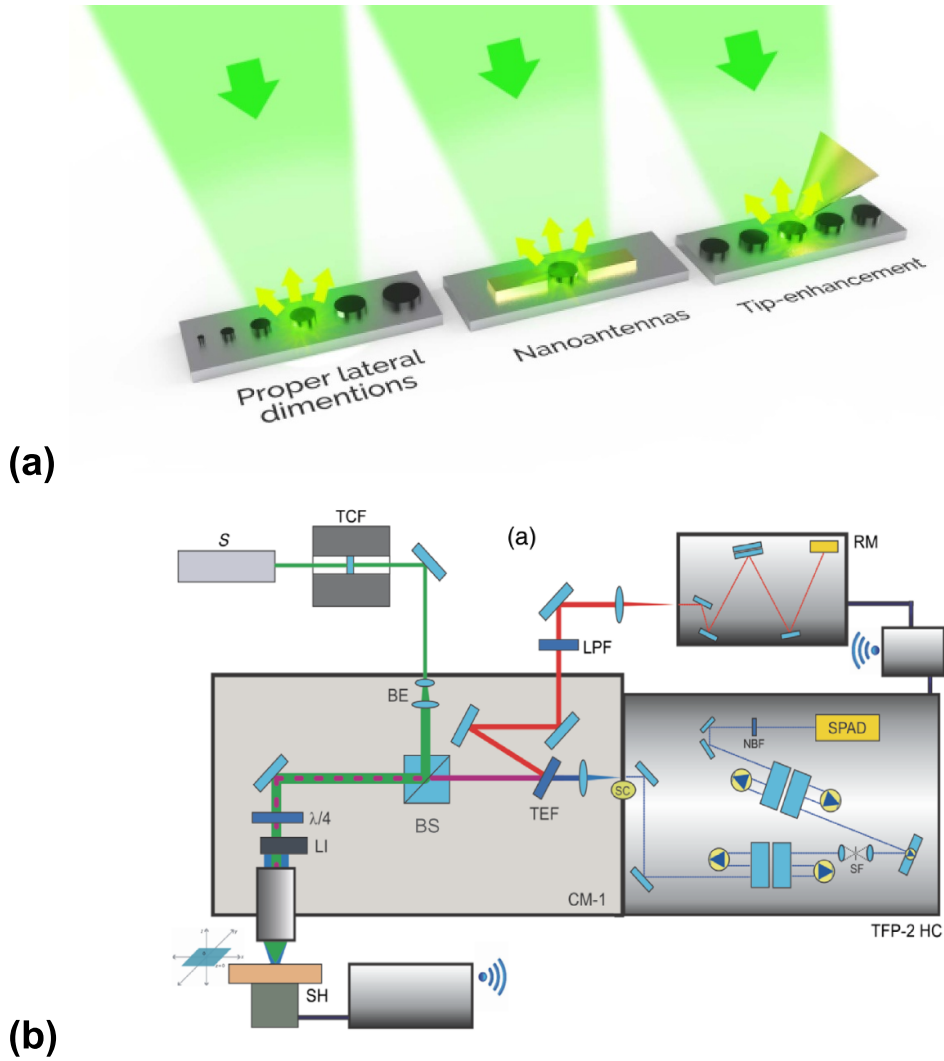 Proper lateral
dimentions
Nanoantennas
Tip-enhancement
(a)
S
TCF
(a)
RM
LPF
BE
SPAD
NBF
BS
TEF
SC
λ/4
LI
SF
CM-1
TFP-2 HC
SH
(b)